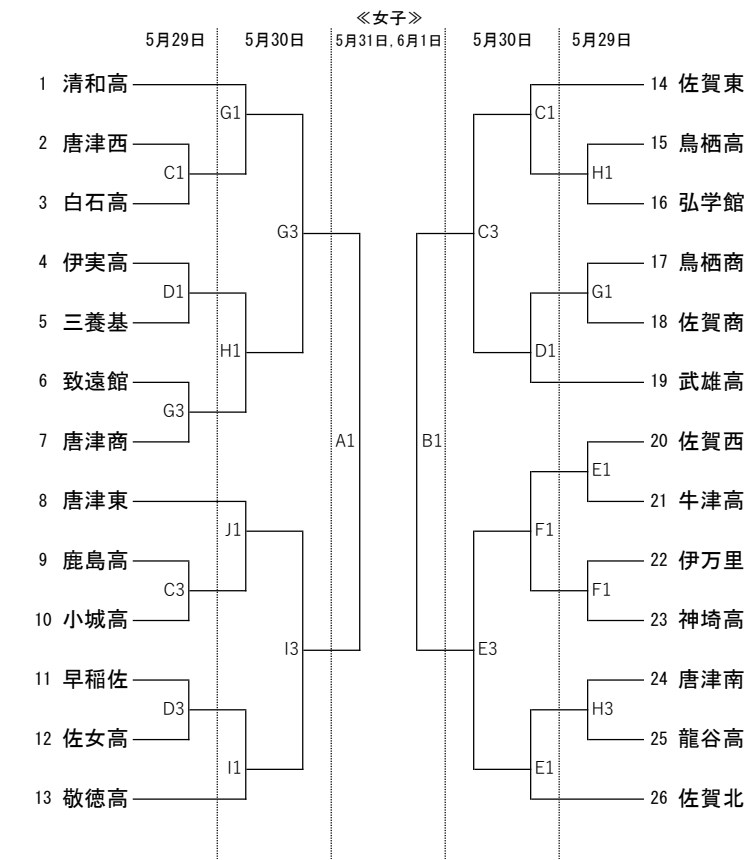 ≪女子≫
5月29日 5月30日 5月31日,6月1日 5月30日 5月29日
1 清和高 14 佐賀東
G1 C1
2 唐津西 15 鳥栖高
C1 H1
3 白石高 16 弘学館
G3 C3
4 伊実高 17 鳥栖商
D1 G1
5 三養基 18 佐賀商
H1 D1
6 致遠館 19 武雄高
G3
7 唐津商 A1 B1 20 佐賀西
E1
8 唐津東 21 牛津高
J1 F1
9 鹿島高 22 伊万里
C3 F1
10 小城高 23 神埼高
I3 E3
11 早稲佐 24 唐津南
D3 H3
12 佐女高 25 龍谷高
I1 E1
13 敬徳高 26 佐賀北